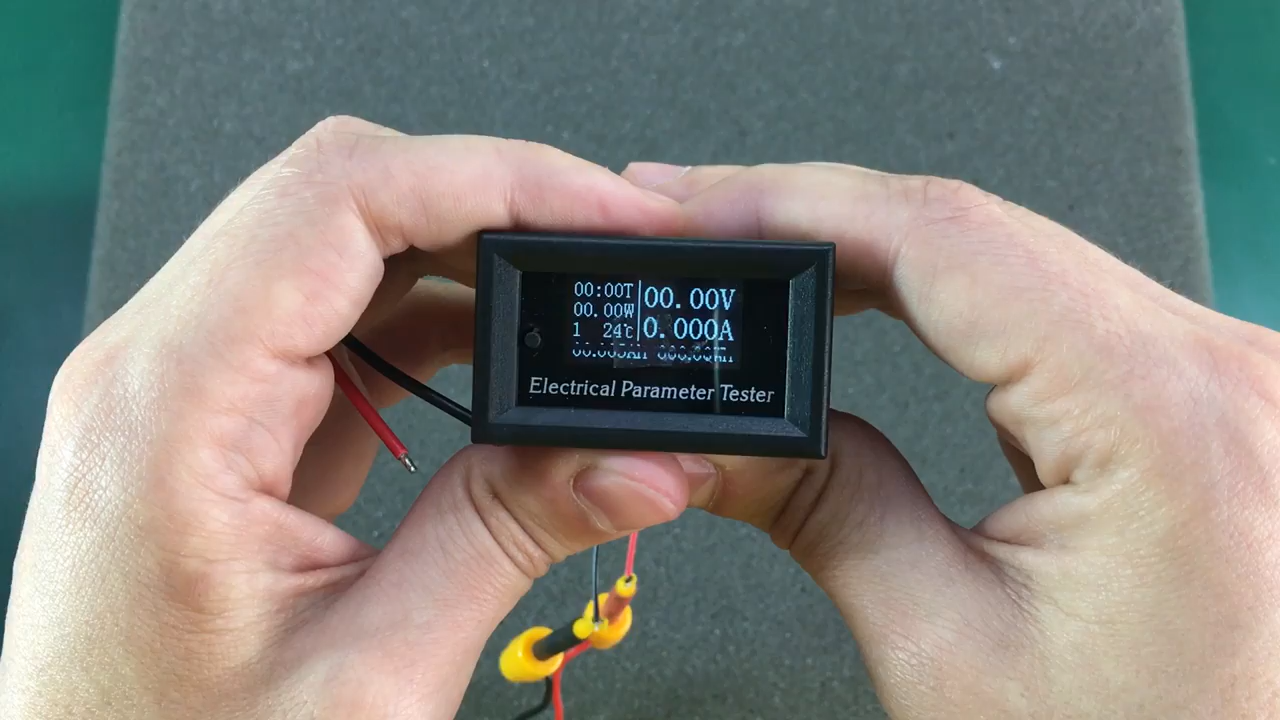 00:00T
00.00W
1 24℃
00.00V
0.000A
Electrical Parameter Tester